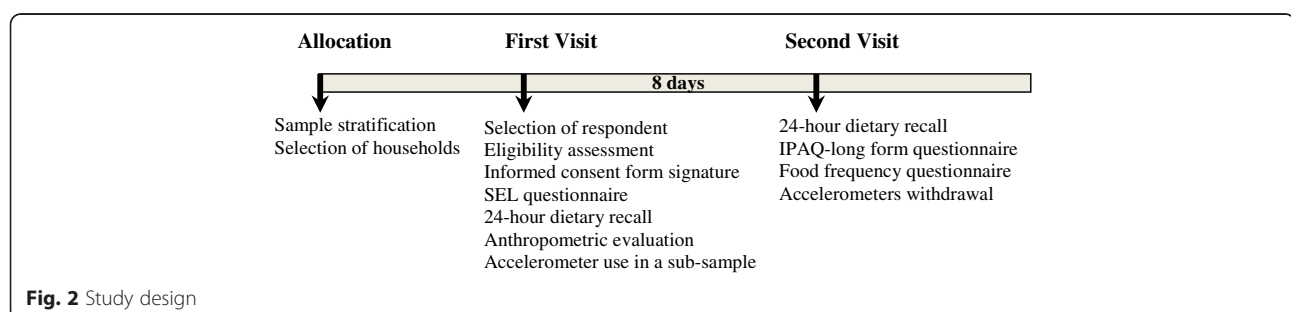 Allocation
First Visit
Second Visit
8 days
Sample stratification
Selection of households
Selection of respondent
Eligibility assessment
Informed consent form signature
SEL questionnaire
24-hour dietary recall
Anthropometric evaluation
Accelerometer use in a sub-sample
24-hour dietary recall
IPAQ-long form questionnaire
Food frequency questionnaire
Accelerometers withdrawal
Fig. 2 Study design